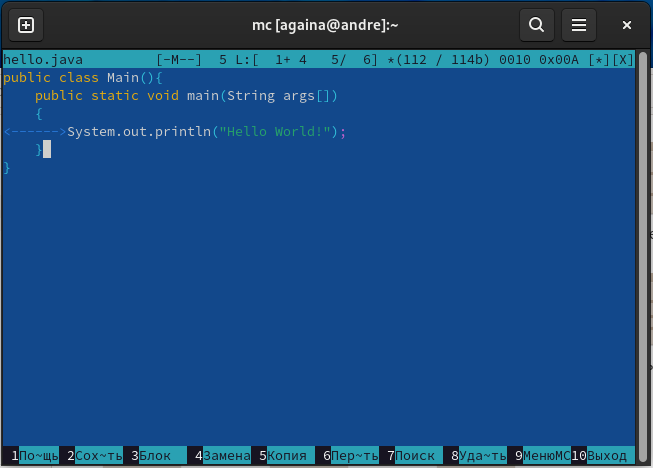 mc [againa@andre]:~
hello.java [-M--] 5 L:[ 1+ 4 5/ 6] *(112 / 114b) 0010 0x00A [*][X]
public class Main(){
    public static void main(String args[])
    {
<------>System.out.println("Hello World!");
    }
}
1По~щь 2Сох~ть 3Блок 4Замена 5Копия 6Пер~ть 7Поиск 8Уда~ть 9МенюMC 10Выход